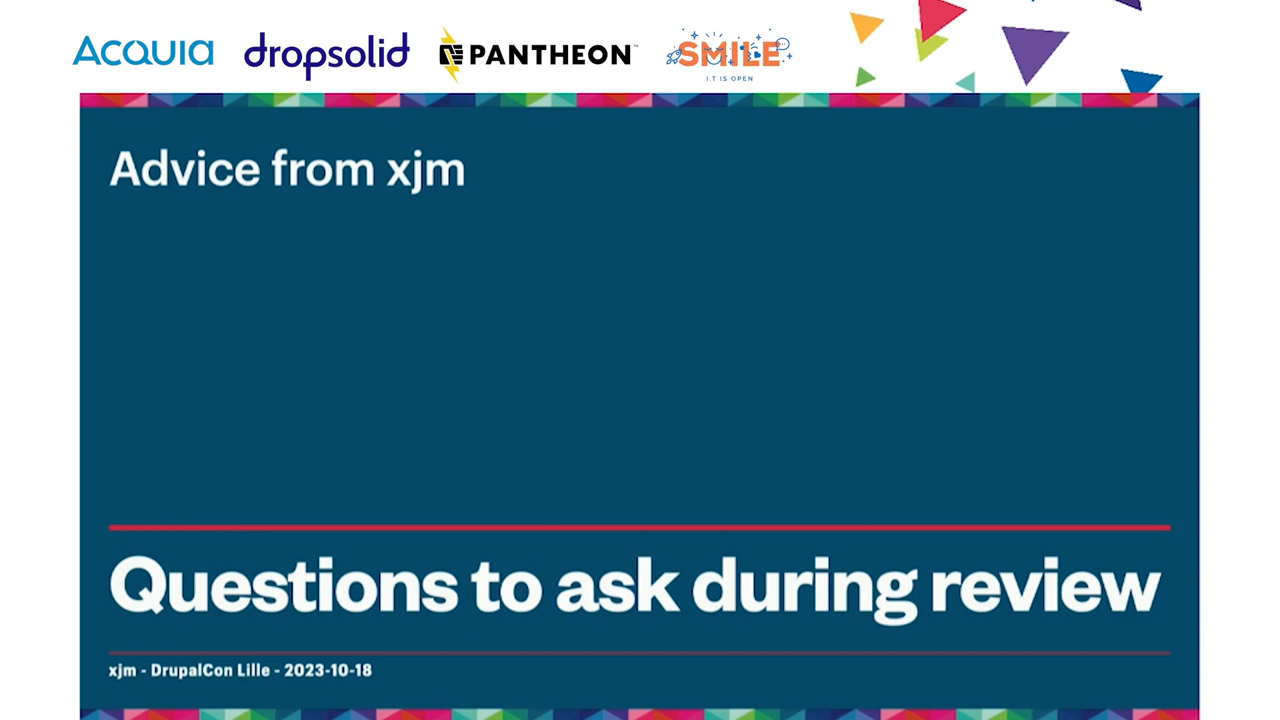 ACQUIA dropsolid PANTHEON™ SMILE
I.T IS OPEN
Advice from xjm
Questions to ask during review
xjm - DrupalCon Lille - 2023-10-18